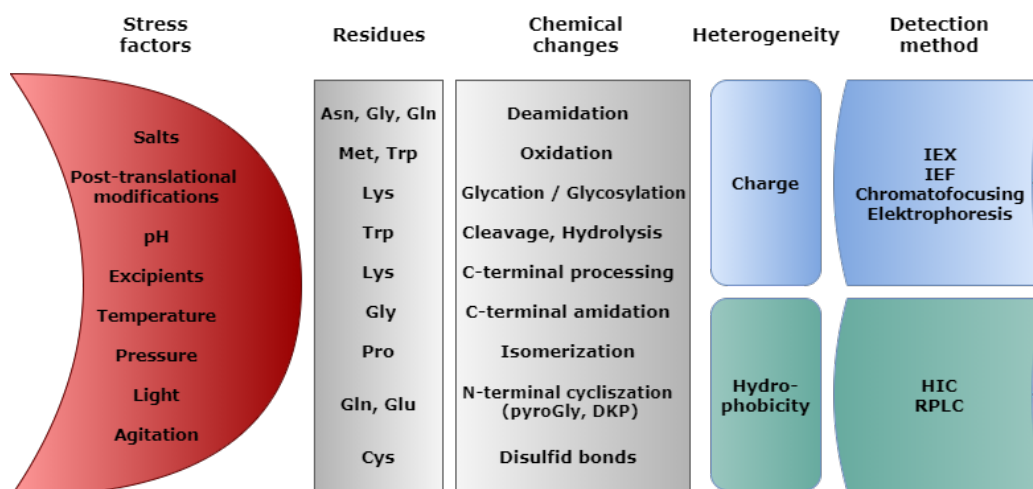 Stress
factors
Residues
Chemical
changes
Heterogeneity
Detection
method
Salts
Post-translational
modifications
pH
Excipients
Temperature
Pressure
Light
Agitation
Asn, Gly, Gln
Met, Trp
Lys
Trp
Lys
Gly
Pro
Gln, Glu
Cys
Deamidation
Oxidation
Glycation / Glycosylation
Cleavage, Hydrolysis
C-terminal processing
C-terminal amidation
Isomerization
N-terminal cycliszation
(pyroGly, DKP)
Disulfid bonds
Charge
Hydro-
phobicity
IEX
IEF
Chromatofocusing
Elektrophoresis
HIC
RPLC